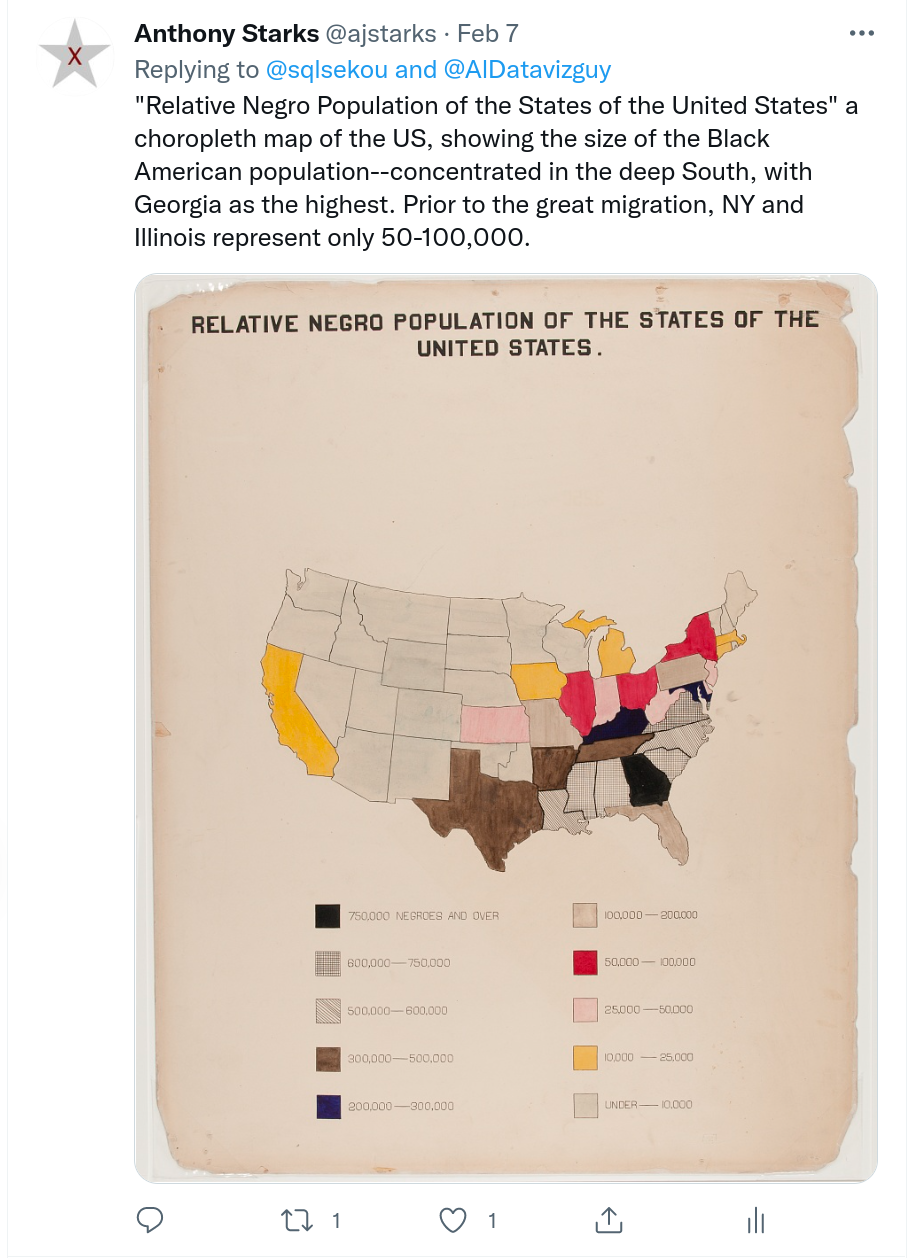 Anthony Starks @ajstarks · Feb 7
X
Replying to @sqlsekou and @AlDatavizguy
"Relative Negro Population of the States of the United States" a
choropleth map of the US, showing the size of the Black
American population--concentrated in the deep South, with
Georgia as the highest. Prior to the great migration, NY and
Illinois represent only 50-100,000.
RELATIVE NEGRO POPULATION OF THE STATES OF THE
UNITED STATES.
750,000 NEGROES AND OVER
600,000—750,000
500,000—600,000
300,000—500,000
200,000—300,000
100,000—200,000
50,000—100,000
25,000—50,000
10,000—25,000
UNDER—10,000
1
1